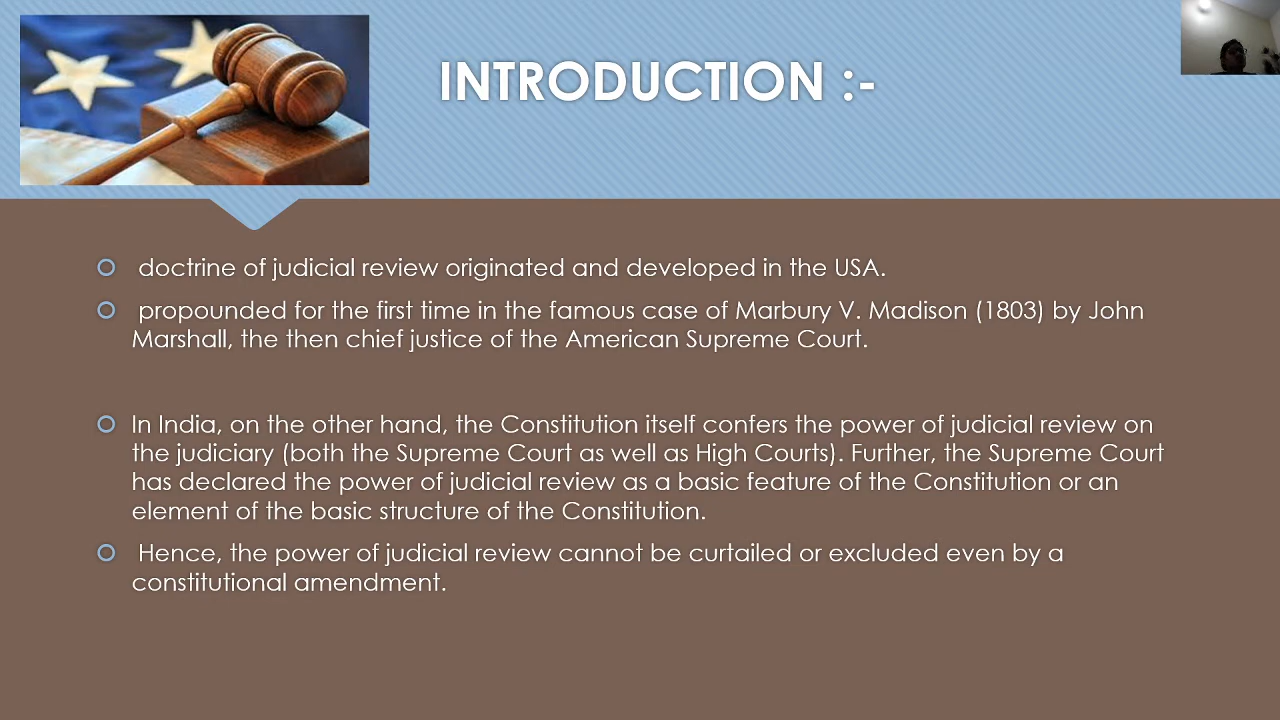 INTRODUCTION :-
doctrine of judicial review originated and developed in the USA.
propounded for the first time in the famous case of Marbury V. Madison (1803) by John
Marshall, the then chief justice of the American Supreme Court.
In India, on the other hand, the Constitution itself confers the power of judicial review on
the judiciary (both the Supreme Court as well as High Courts). Further, the Supreme Court
has declared the power of judicial review as a basic feature of the Constitution or an
element of the basic structure of the Constitution.
Hence, the power of judicial review cannot be curtailed or excluded even by a
constitutional amendment.